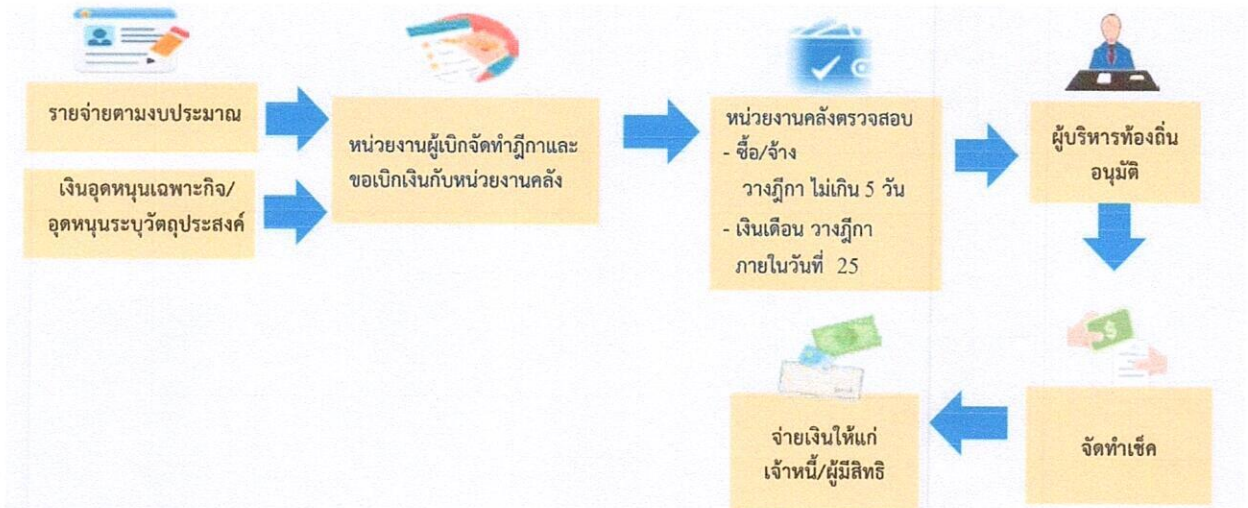 รายจ่ายตามงบประมาณ
เงินอุดหนุนเฉพาะกิจ/
อุดหนุนระบุวัตถุประสงค์
หน่วยงานผู้เบิกจัดทำฎีกาและ
ขอเบิกเงินกับหน่วยงานคลัง
หน่วยงานคลังตรวจสอบ
- ซื้อ/จ้าง
วางฎีกา ไม่เกิน 5 วัน
- เงินเดือน วางฎีกา
ภายในวันที่ 25
ผู้บริหารท้องถิ่น
อนุมัติ
จัดทำเช็ค
จ่ายเงินให้แก่
เจ้าหนี้/ผู้มีสิทธิ